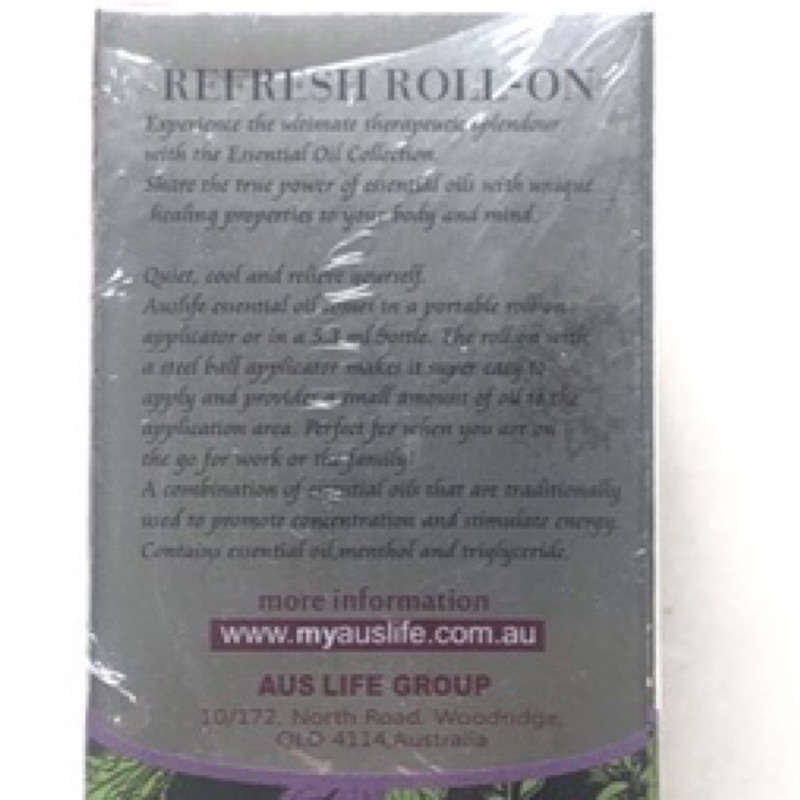 REFRESH ROLL-ON
Experience the ultimate therapeutic splendour
with the Essential Oil Collection.
Share the true power of essential oils with unique
healing properties to your body and mind.
Quiet, cool and relieve yourself.
Auslife essential oil comes in a portable roll-on
applicator or in a 5.3 ml bottle. The roll on with
a steel ball applicator makes it super easy to
apply and provides a small amount of oil to the
application area. Perfect for when you are on
the go for work or the family!
A combination of essential oils that are traditionally
used to promote concentration and stimulate energy.
Contains essential oil,menthol and triglyceride.
more information
www.myauslife.com.au
AUS LIFE GROUP
10/172, North Road, Woodridge,
QLD 4114,Australia